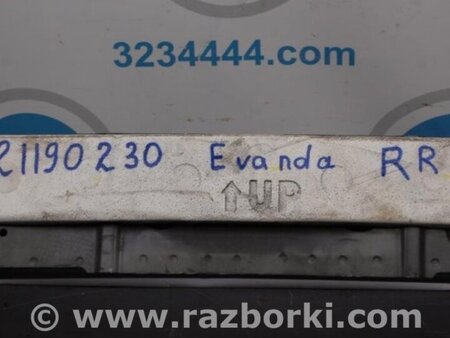 3234444.com
21190230 Evanda RR
↑UP
www.razborki.com